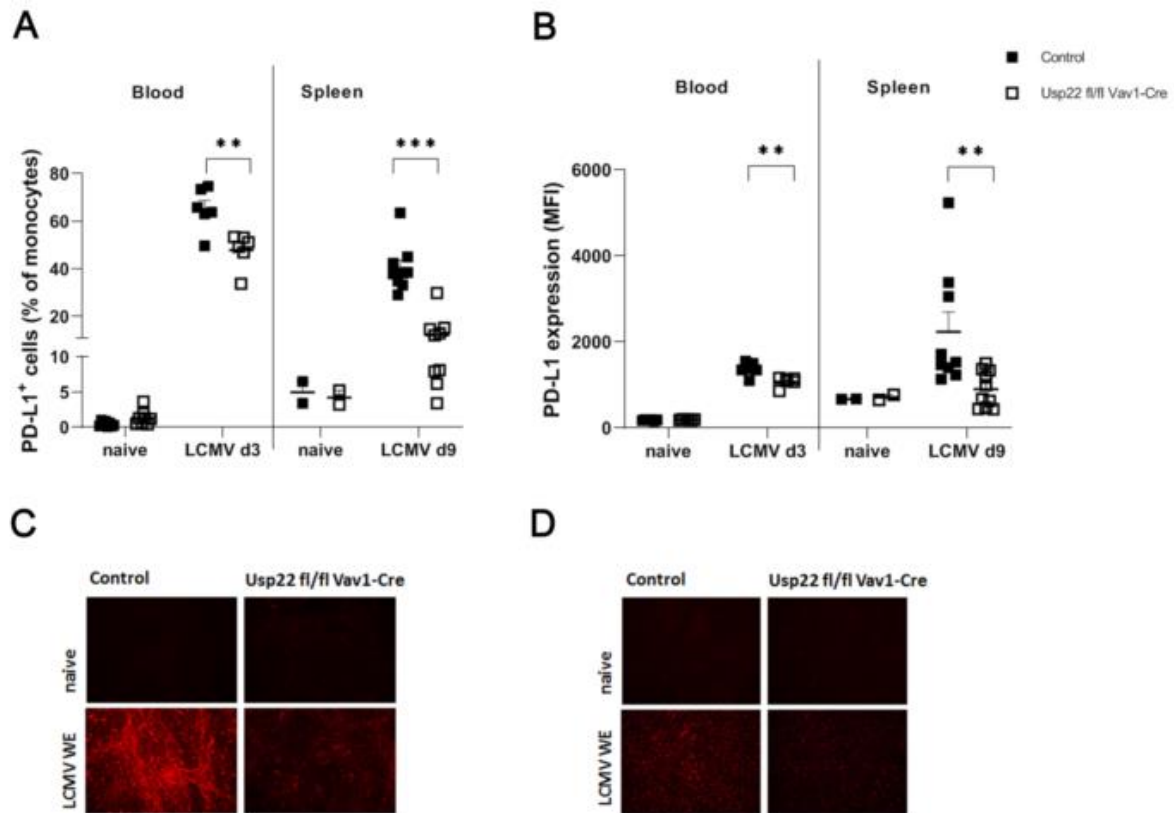 A
Blood
Spleen
**
***
PD-L1+ cells (% of monocytes)
80
60
40
20
10
5
0
naive
LCMV d3
naive
LCMV d9
B
Blood
Spleen
Control
Usp22 fl/fl Vav1-Cre
**
**
PD-L1 expression (MFI)
6000
4000
2000
0
naive
LCMV d3
naive
LCMV d9
C
Control
Usp22 fl/fl Vav1-Cre
naive
LCMV WE
D
Control
Usp22 fl/fl Vav1-Cre
naive
LCMV WE